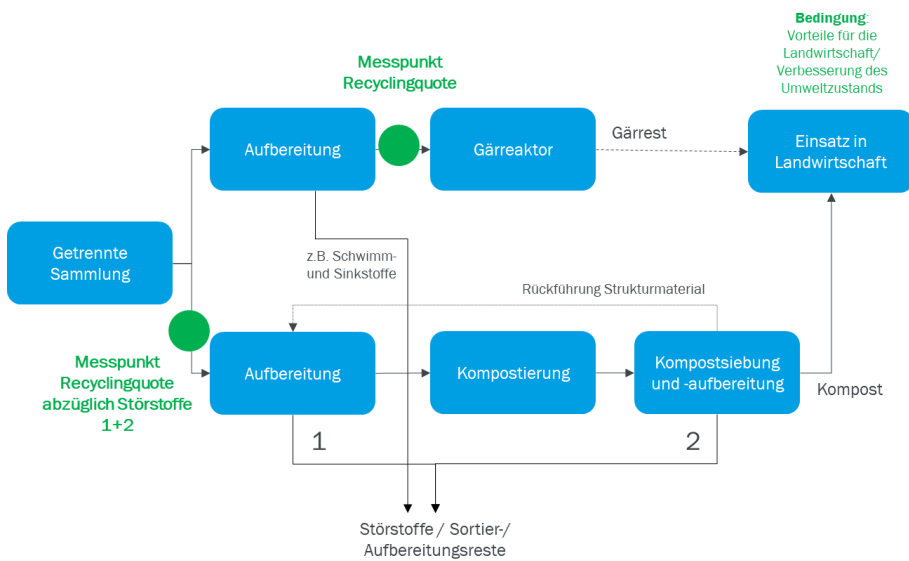 Bedingung:
Vorteile für die
Landwirtschaft/
Verbesserung des
Umweltzustands
Messpunkt
Recyclingquote
Aufbereitung
Gärreaktor
Gärrest
Einsatz in
Landwirtschaft
Getrennte
Sammlung
z.B. Schwimm-
und Sinkstoffe
Rückführung Strukturmaterial
Messpunkt
Recyclingquote
abzüglich Störstoffe
1+2
Aufbereitung
Kompostierung
Kompostsiebung
und -aufbereitung
Kompost
1
2
Störstoffe / Sortier-/
Aufbereitungsreste